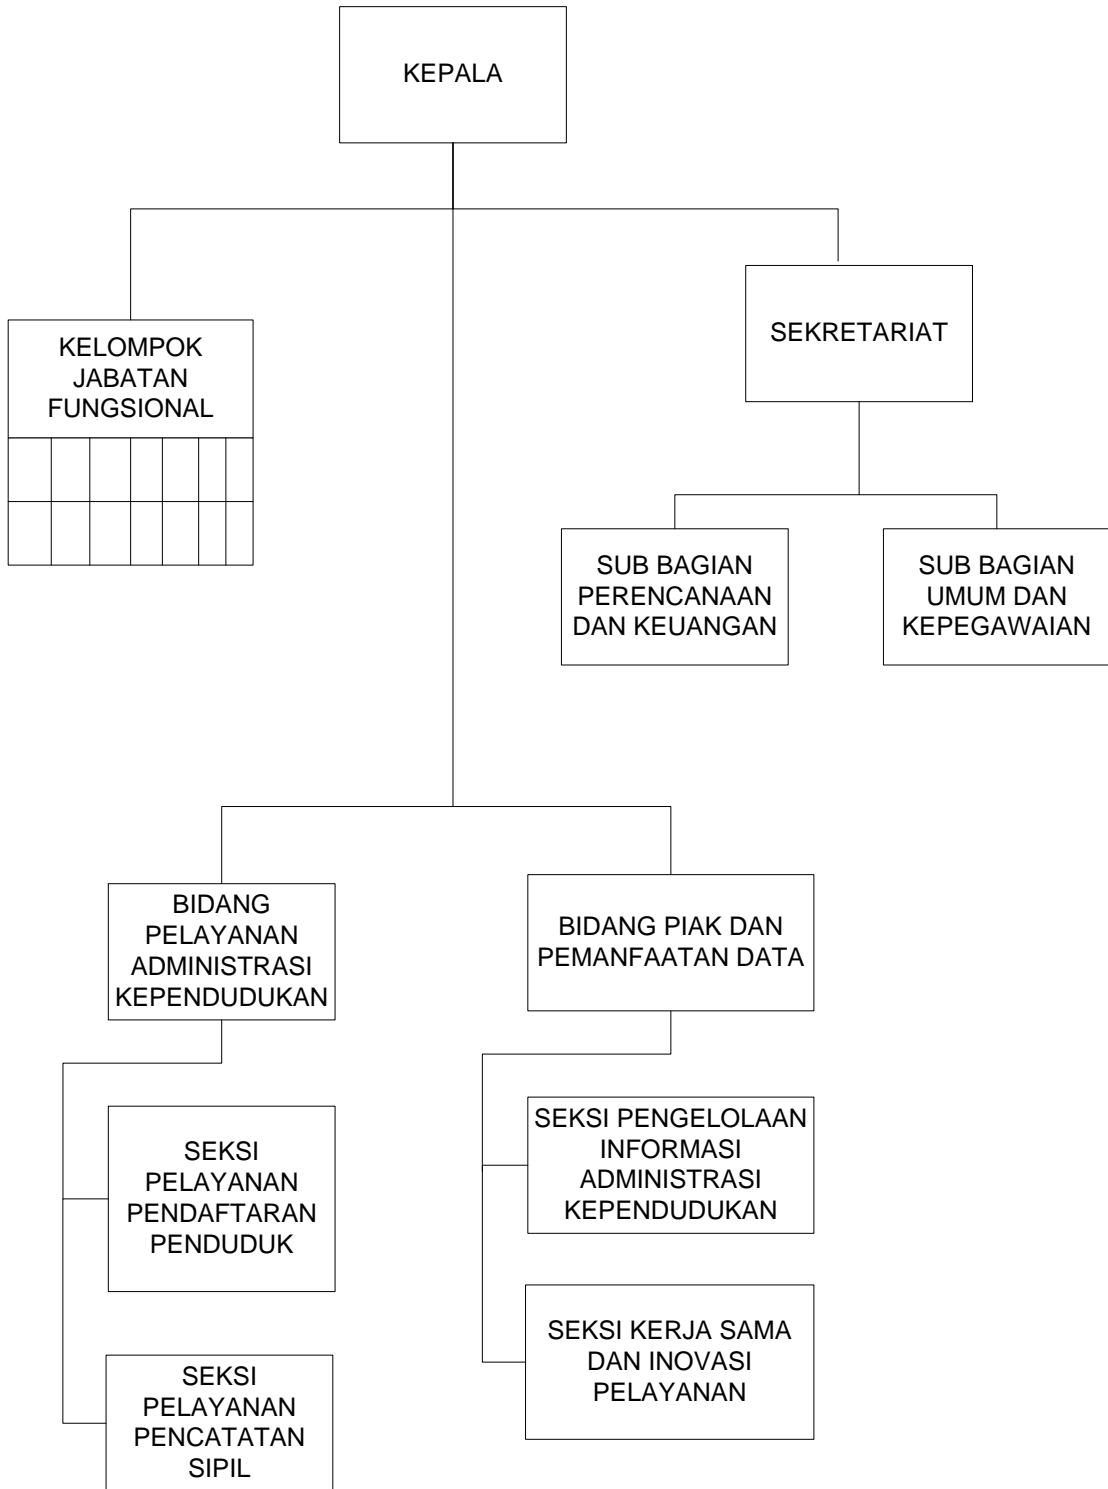 KEPALA
KELOMPOK
JABATAN
FUNGSIONAL
SEKRETARIAT
SUB BAGIAN
PERENCANAAN
DAN KEUANGAN
SUB BAGIAN
UMUM DAN
KEPEGAWAIAN
BIDANG
PELAYANAN
ADMINISTRASI
KEPENDUDUKAN
BIDANG PIAK DAN
PEMANFAATAN DATA
SEKSI
PELAYANAN
PENDAFTARAN
PENDUDUK
SEKSI PENGELOLAAN
INFORMASI
ADMINISTRASI
KEPENDUDUKAN
SEKSI
PELAYANAN
PENCATATAN
SIPIL
SEKSI KERJA SAMA
DAN INOVASI
PELAYANAN